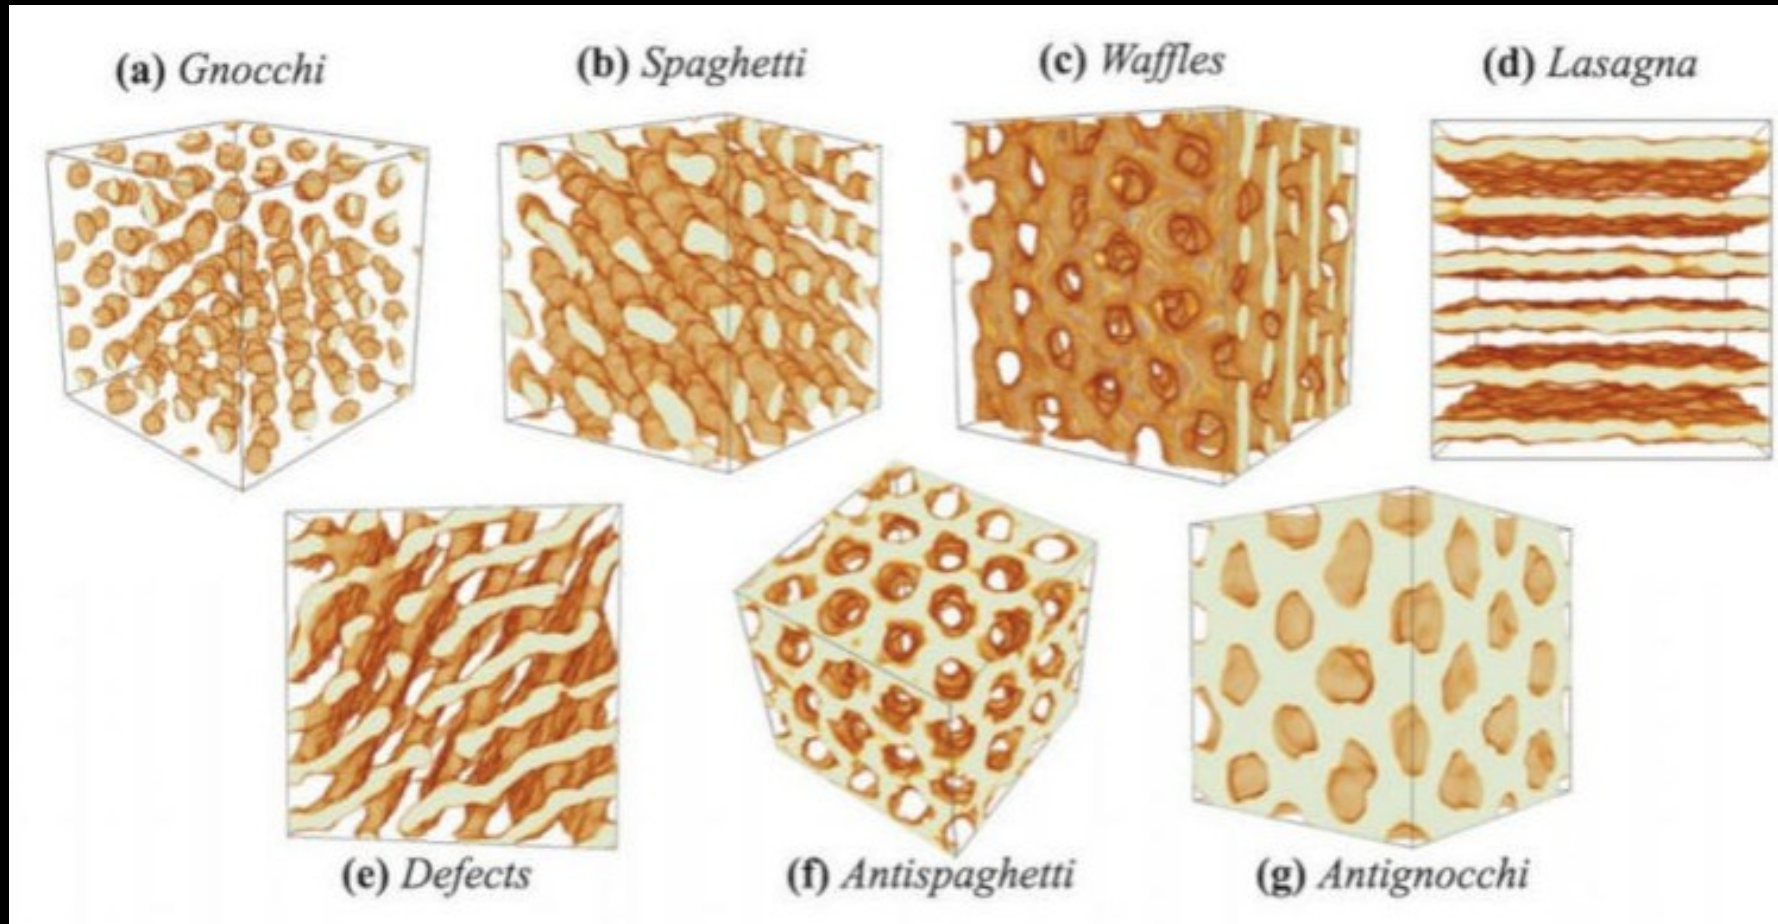 (a) Gnocchi
(b) Spaghetti
(c) Waffles
(d) Lasagna
(e) Defects
(f) Antispaghetti
(g) Antignocchi